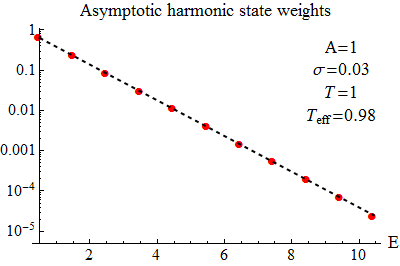 Asymptotic harmonic state weights
1
0.1
0.01
0.001
10⁻⁴
10⁻⁵
A=1
σ=0.03
T=1
T_eff=0.98
2 4 6 8 10 E